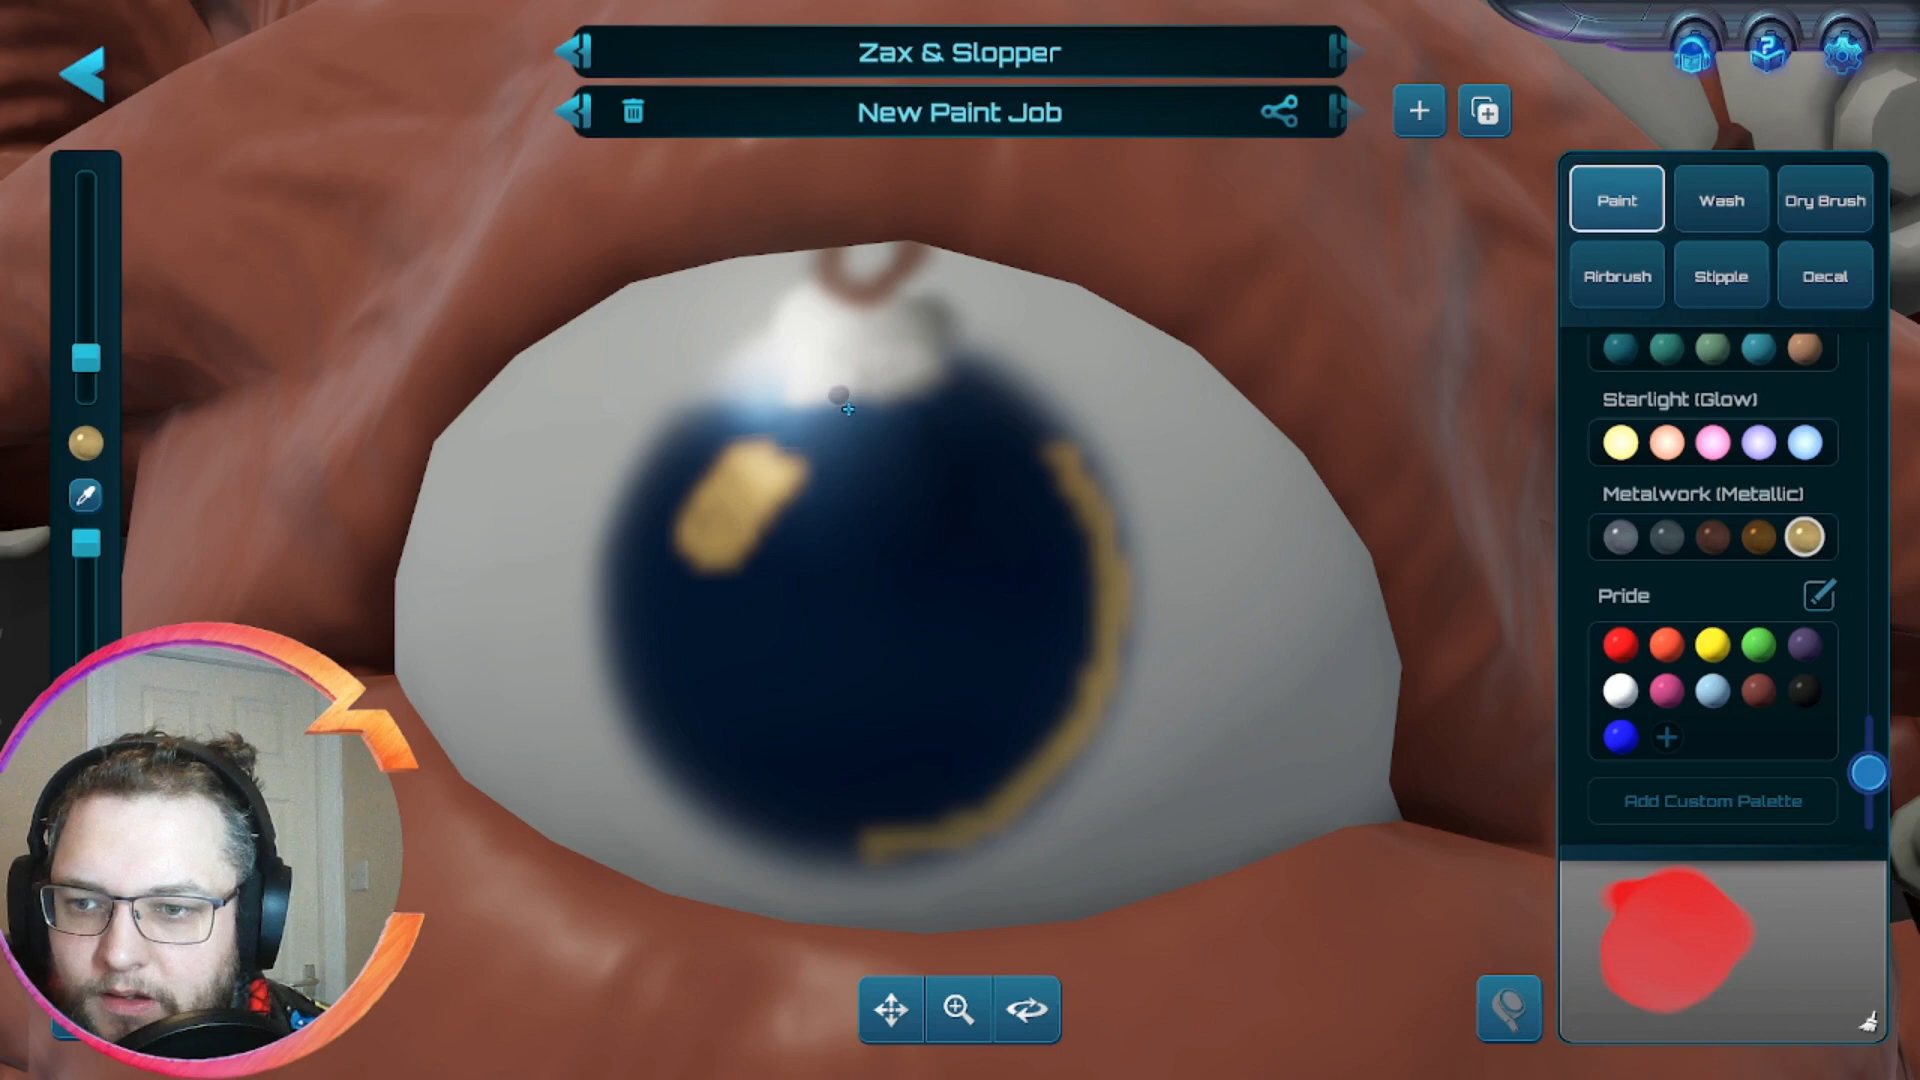 Zax & Slopper
New Paint Job
Paint
Wash
Dry Brush
Airbrush
Stipple
Decal
Starlight (Glow)
Metalwork (Metallic)
Pride
Add Custom Palette